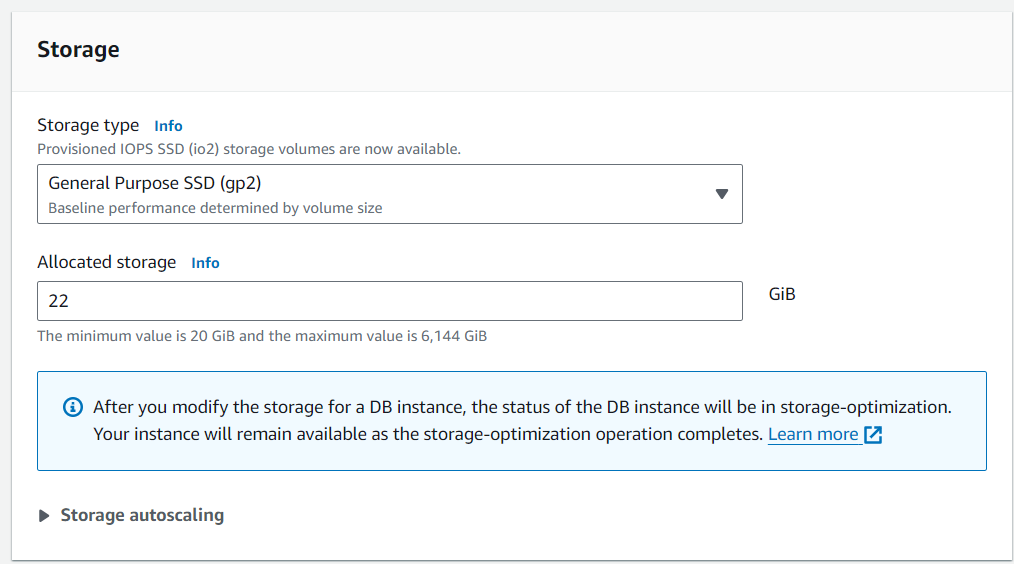 Storage
Storage type Info
Provisioned IOPS SSD (io2) storage volumes are now available.
General Purpose SSD (gp2)
Baseline performance determined by volume size
Allocated storage Info
22
GiB
The minimum value is 20 GiB and the maximum value is 6,144 GiB
After you modify the storage for a DB instance, the status of the DB instance will be in storage-optimization.
Your instance will remain available as the storage-optimization operation completes. Learn more
Storage autoscaling